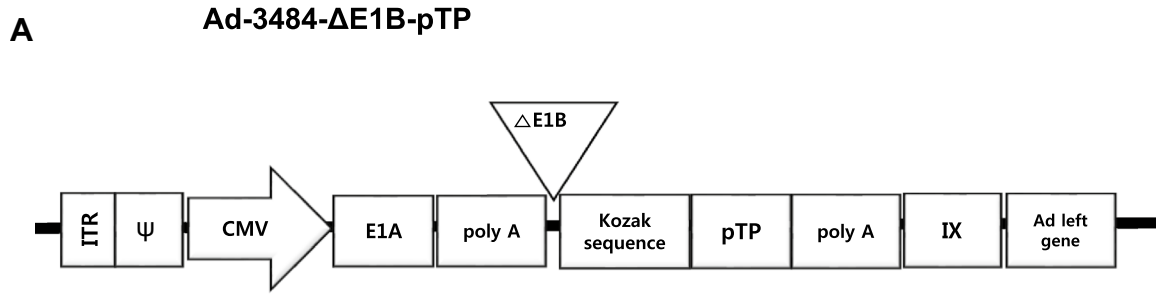 A
Ad-3484-ΔE1B-pTP
△E1B
ITR
Ψ
CMV
E1A
poly A
Kozak
sequence
pTP
poly A
IX
Ad left
gene